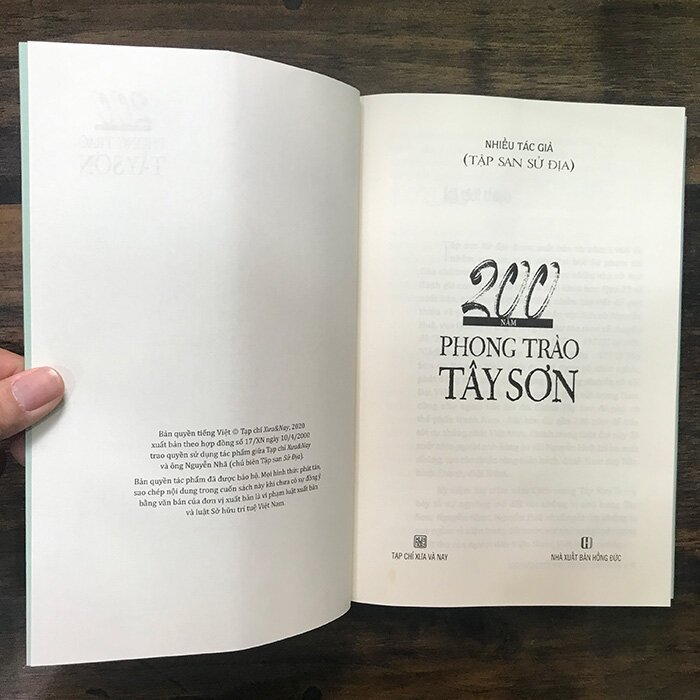 Bản quyền tiếng Việt © Tạp chí Xưa&Nay, 2020
xuất bản theo hợp đồng số 17/XN ngày 10/4/2000
trao quyền sử dụng tác phẩm giữa Tạp chí Xưa&Nay
và ông Nguyễn Nhã (chủ biên Tập san Sử Địa).
Bản quyền tác phẩm đã được bảo hộ. Mọi hình thức phát tán,
sao chép nội dung trong cuốn sách này khi chưa có sự đồng ý
bằng văn bản của đơn vị xuất bản là vi phạm luật xuất bản
và luật Sở hữu trí tuệ Việt Nam.
NHIỀU TÁC GIẢ
(TẬP SAN SỬ ĐỊA)
200
NĂM
PHONG TRÀO
TÂY SƠN
TẠP CHÍ XƯA VÀ NAY
NHÀ XUẤT BẢN HỒNG ĐỨC